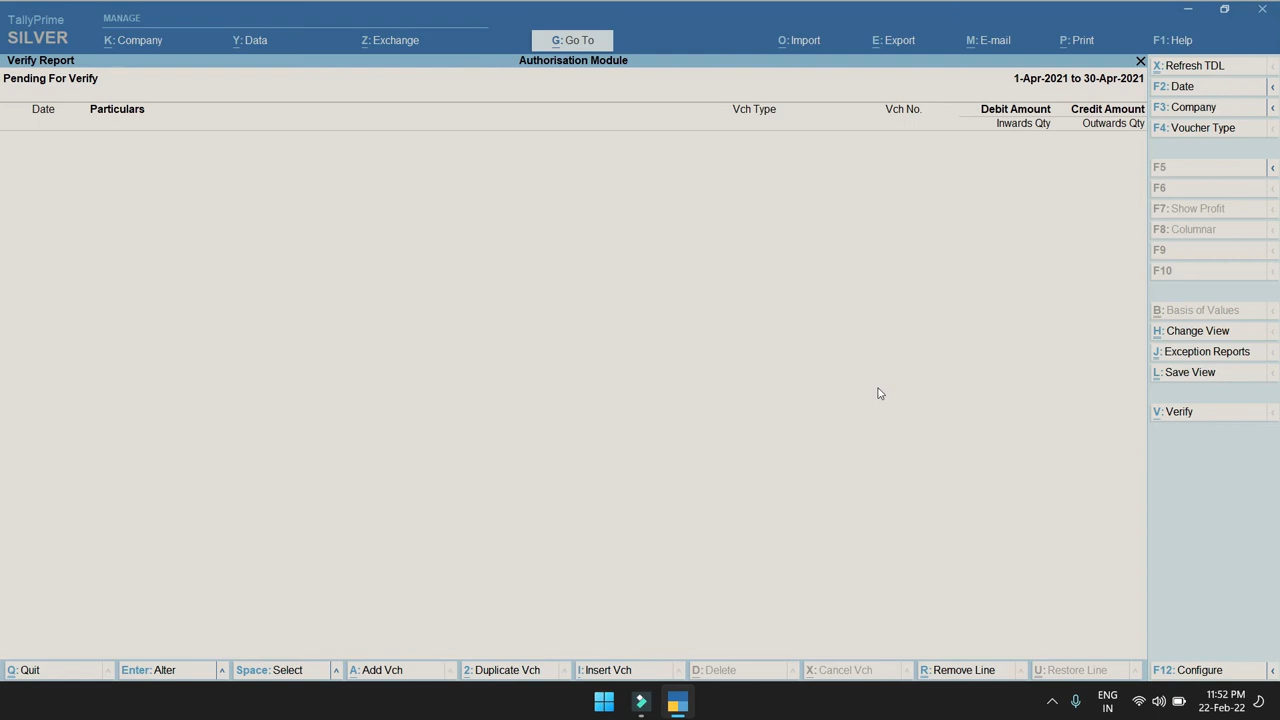 TallyPrime
SILVER
MANAGE
K: Company
Y: Data
Z: Exchange
G: Go To
O: Import
E: Export
M: E-mail
P: Print
F1: Help
Verify Report
Authorisation Module
Pending For Verify
1-Apr-2021 to 30-Apr-2021
Date
Particulars
Vch Type
Vch No.
Debit Amount
Credit Amount
Inwards Qty
Outwards Qty
X: Refresh TDL
F2: Date
F3: Company
F4: Voucher Type
F5
F6
F7: Show Profit
F8: Columnar
F9
F10
B: Basis of Values
H: Change View
J: Exception Reports
L: Save View
V: Verify
Q: Quit
Enter: Alter
Space: Select
A: Add Vch
2: Duplicate Vch
I: Insert Vch
D: Delete
X: Cancel Vch
R: Remove Line
U: Restore Line
F12: Configure
ENG
IN
11:52 PM
22-Feb-22